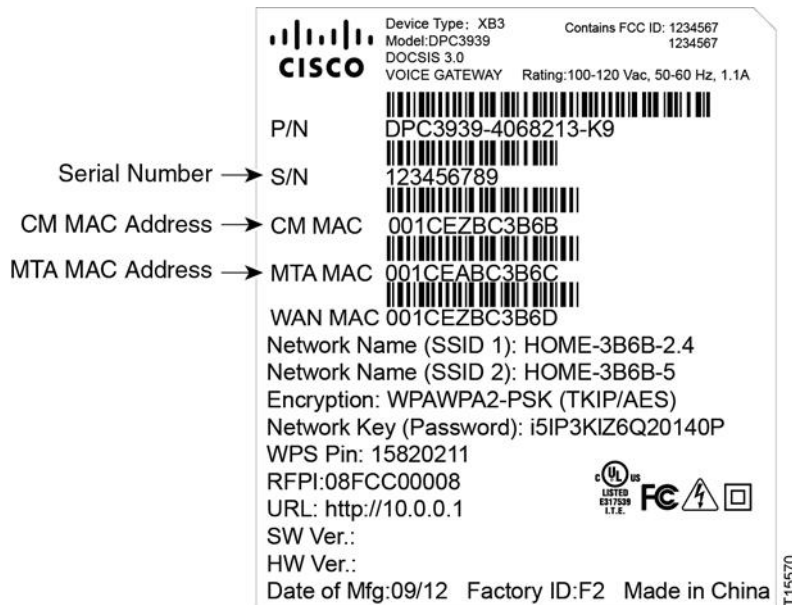 Device Type: XB3
Model:DPC3939
DOCSIS 3.0
VOICE GATEWAY
Contains FCC ID: 1234567
1234567
Rating:100-120 Vac, 50-60 Hz, 1.1A
CISCO
P/N DPC3939-4068213-K9
Serial Number S/N 123456789
CM MAC Address CM MAC 001CEZBC3B6B
MTA MAC Address MTA MAC 001CEABC3B6C
WAN MAC 001CEZBC3B6D
Network Name (SSID 1): HOME-3B6B-2.4
Network Name (SSID 2): HOME-3B6B-5
Encryption: WPAWPA2-PSK (TKIP/AES)
Network Key (Password): i5IP3KIZ6Q20140P
WPS Pin: 15820211
RFPI:08FCC00008
URL: http://10.0.0.1
SW Ver.:
HW Ver.:
Date of Mfg:09/12 Factory ID:F2 Made in China
C UL US
LISTED
E317539
I.T.E.
FC
T15570